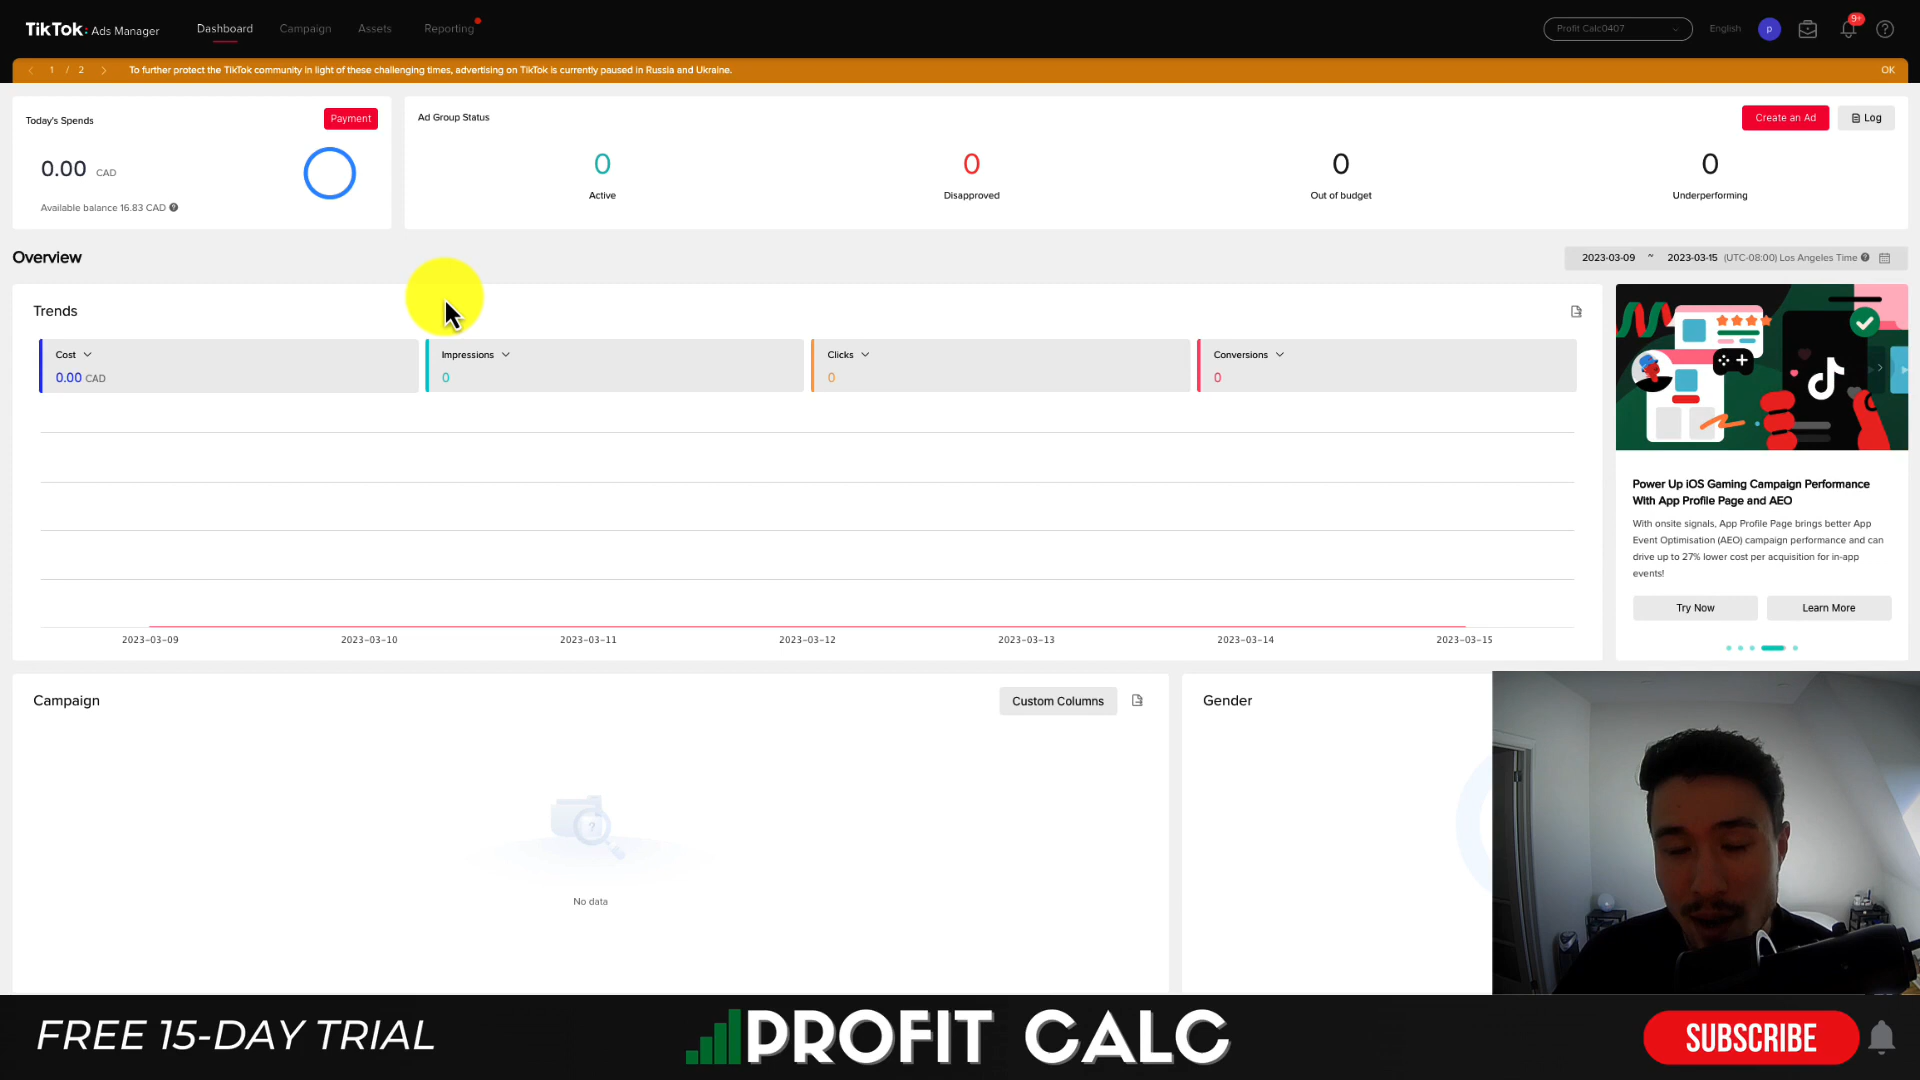 TikTok: Ads Manager
Dashboard
Campaign
Assets
Reporting
Profit Calc0407
English
p
9+
1 / 2
To further protect the TikTok community in light of these challenging times, advertising on TikTok is currently paused in Russia and Ukraine.
OK
Today's Spends
Payment
0.00 CAD
Available balance 16.83 CAD
Ad Group Status
Create an Ad
Log
0
Active
0
Disapproved
0
Out of budget
0
Underperforming
Overview
2023-03-09 ~ 2023-03-15 (UTC-08:00) Los Angeles Time
Trends
Cost
0.00 CAD
Impressions
0
Clicks
0
Conversions
0
2023-03-09
2023-03-10
2023-03-11
2023-03-12
2023-03-13
2023-03-14
2023-03-15
Power Up iOS Gaming Campaign Performance
With App Profile Page and AEO
With onsite signals, App Profile Page brings better App
Event Optimisation (AEO) campaign performance and can
drive up to 27% lower cost per acquisition for in-app
events!
Try Now
Learn More
Campaign
Custom Columns
No data
Gender
FREE 15-DAY TRIAL
PROFIT CALC
SUBSCRIBE